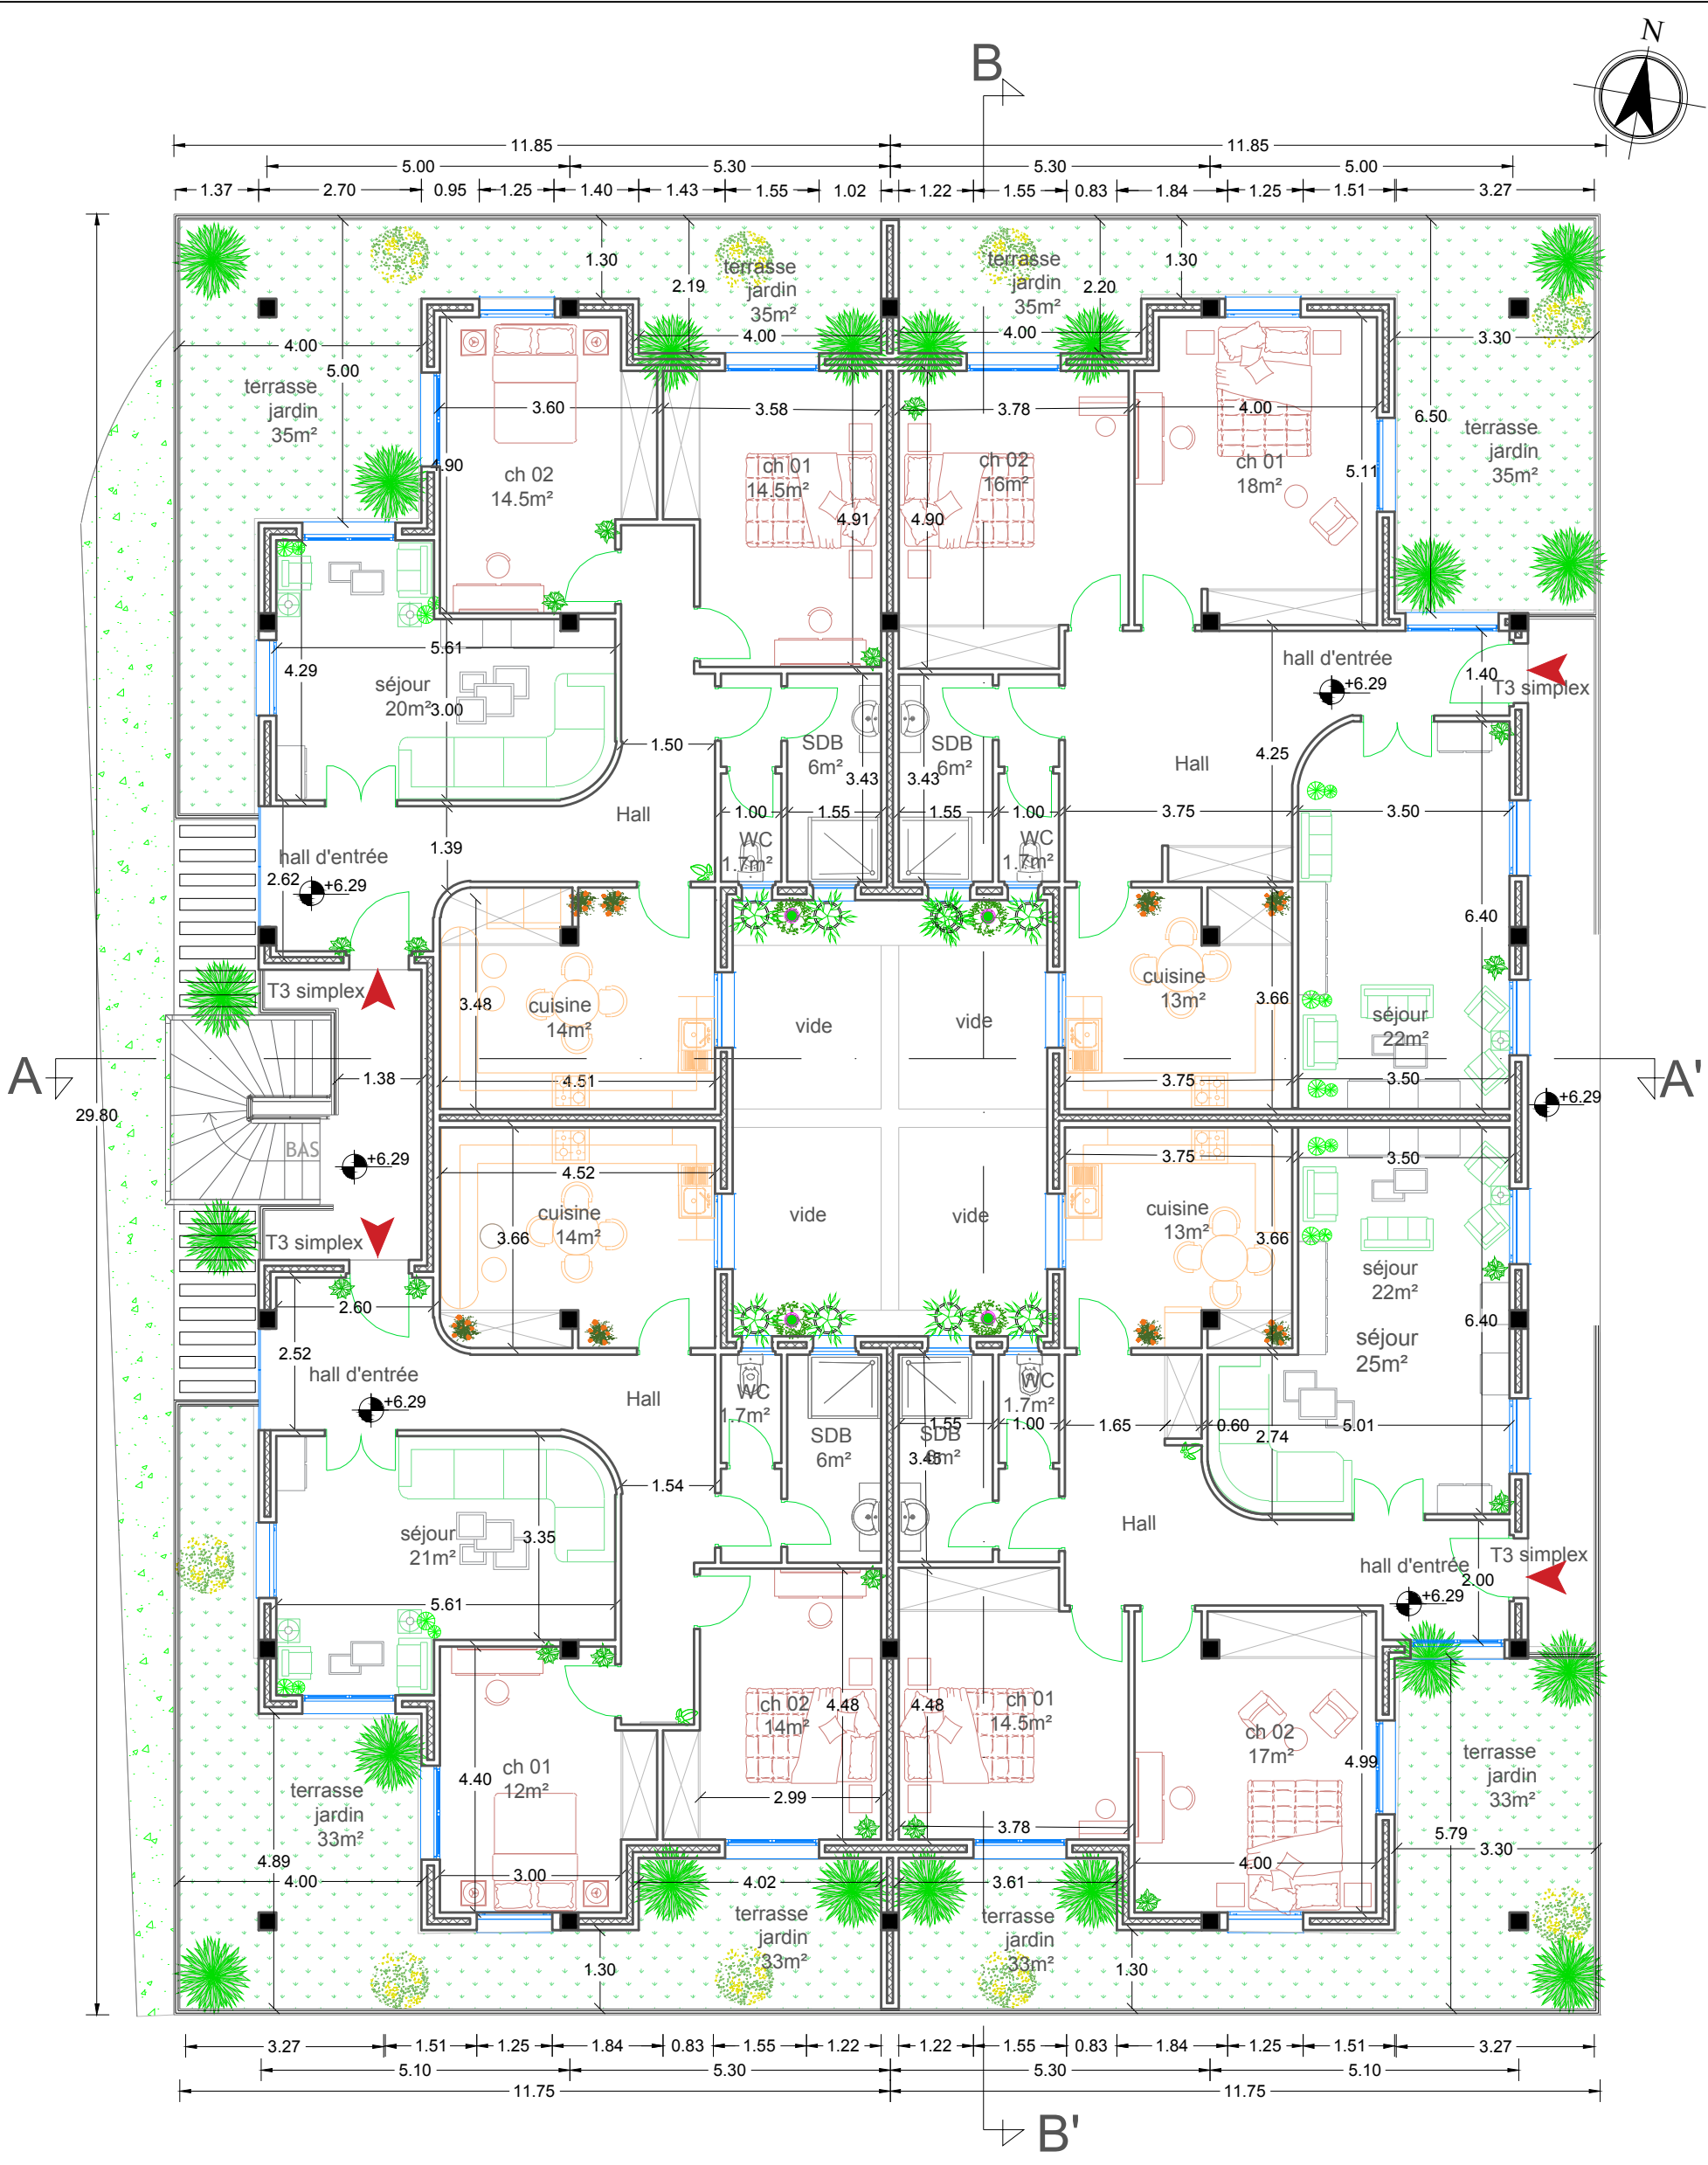 N
B
11.85
11.85
5.00
5.30
5.30
5.00
1.37
2.70
0.95
1.25
1.40
1.43
1.55
1.02
1.22
1.55
0.83
1.84
1.25
1.51
3.27
1.30
2.19
terrasse
jardin
35m²
4.00
terrasse
jardin
35m²
2.20
1.30
4.00
4.00
5.00
terrasse
jardin
35m²
3.30
6.50
terrasse
jardin
35m²
3.60
3.58
3.78
4.00
4.90
ch 02
14.5m²
ch 01
14.5m²
4.91
ch 02
16m²
4.90
ch 01
18m²
5.11
5.61
4.29
séjour
20m²
3.00
1.50
Hall
SDB
6m²
3.43
SDB
6m²
3.43
1.00
1.55
1.55
1.00
WC
1.7m²
WC
1.7m²
hall d'entrée
+6.29
1.40
T3 simplex
4.25
Hall
3.75
3.50
1.39
hall d'entrée
2.62
+6.29
6.40
T3 simplex
3.48
cuisine
14m²
cuisine
13m²
3.66
séjour
22m²
vide
vide
A
A'
1.38
4.51
3.75
3.50
29.80
+6.29
BAS
+6.29
4.52
3.75
3.50
cuisine
14m²
3.66
vide
vide
cuisine
13m²
3.66
T3 simplex
séjour
22m²
2.60
6.40
séjour
25m²
2.52
hall d'entrée
+6.29
Hall
WC
1.7m²
WC
1.7m²
SDB
6m²
1.55
1.00
SDB
6m²
3.45
1.65
0.60
2.74
5.01
1.54
séjour
21m²
3.35
Hall
hall d'entrée
+6.29
2.00
T3 simplex
5.61
ch 02
14m²
4.48
4.48
ch 01
14.5m²
ch 02
17m²
4.99
terrasse
jardin
33m²
4.40
ch 01
12m²
2.99
3.78
terrasse
jardin
33m²
5.79
3.30
4.89
4.00
3.00
4.02
3.61
4.00
terrasse
jardin
33m²
terrasse
jardin
33m²
1.30
1.30
3.27
1.51
1.25
1.84
0.83
1.55
1.22
1.22
1.55
0.83
1.84
1.25
1.51
3.27
5.10
5.30
5.30
5.10
11.75
11.75
B'